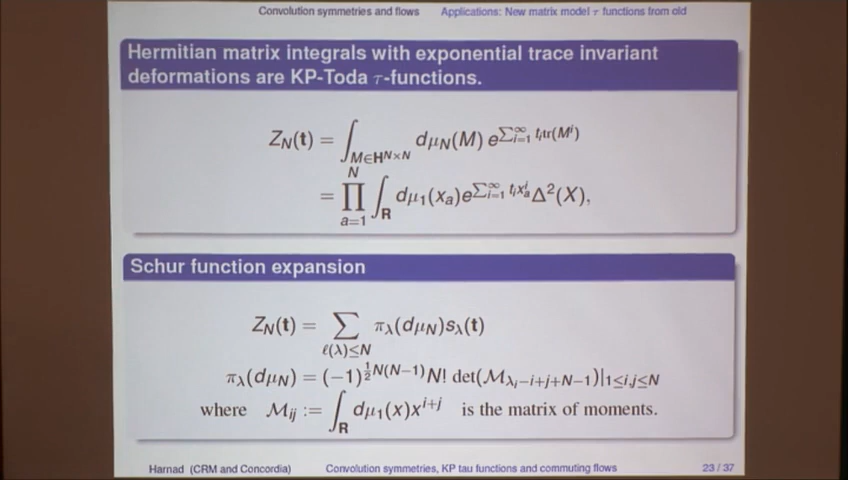 Convolution symmetries and flows Applications: New matrix model τ functions from old
Hermitian matrix integrals with exponential trace invariant
deformations are KP-Toda τ-functions.
Z_N(t) = ∫_{M∈H^{N×N}} dμ_N(M) e^{∑_{i=1}^∞ t_i tr(M^i)}
= ∏_{a=1}^N ∫_R dμ_1(x_a) e^{∑_{i=1}^∞ t_i x_a^i} Δ²(X),
Schur function expansion
Z_N(t) = ∑_{ℓ(λ)≤N} π_λ(dμ_N) s_λ(t)
π_λ(dμ_N) = (−1)^{½N(N−1)} N! det(M_{λ_i−i+j+N−1})|_{1≤i,j≤N}
where M_{ij} := ∫_R dμ_1(x) x^{i+j} is the matrix of moments.
Harnad (CRM and Concordia) Convolution symmetries, KP tau functions and commuting flows 23 / 37